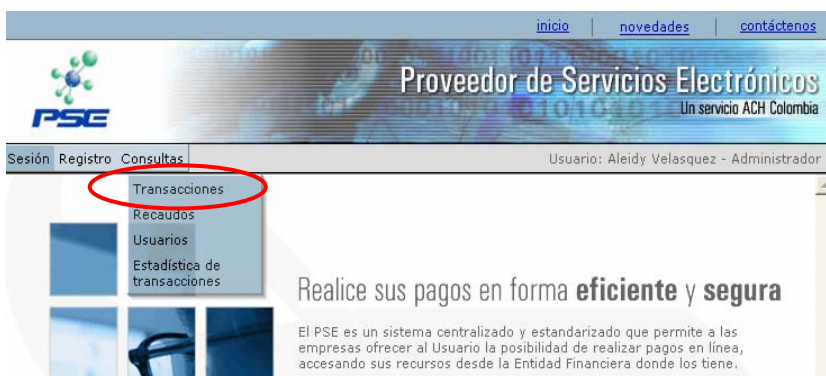 inicio | novedades | contáctenos
PSE
Proveedor de Servicios Electrónicos
Un servicio ACH Colombia
Sesión Registro Consultas
Usuario: Aleidy Velasquez - Administrador
Transacciones
Recaudos
Usuarios
Estadística de
transacciones
Realice sus pagos en forma eficiente y segura
El PSE es un sistema centralizado y estandarizado que permite a las
empresas ofrecer al Usuario la posibilidad de realizar pagos en línea,
accesando sus recursos desde la Entidad Financiera donde los tiene.